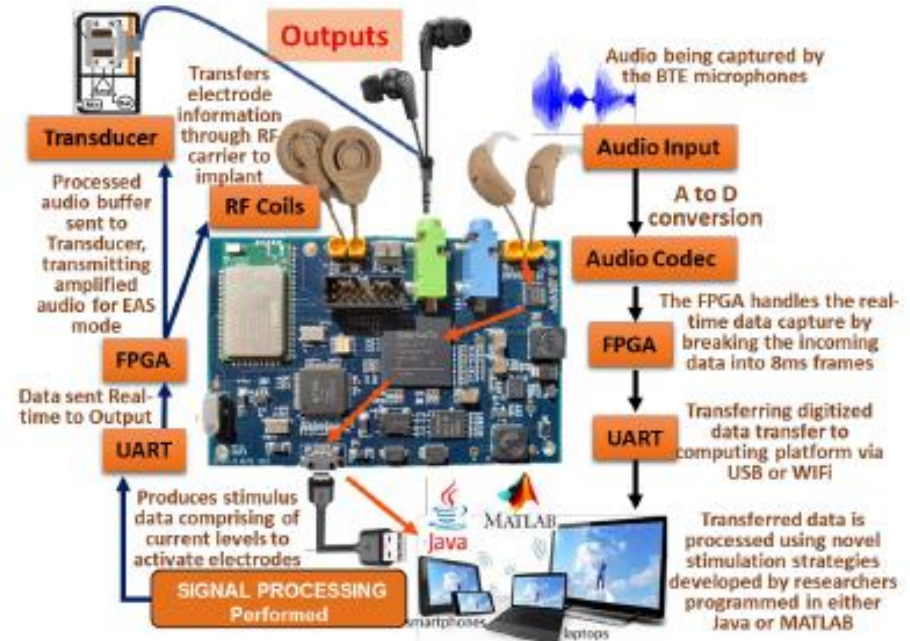 Outputs
Transducer
Transfers
electrode
information
through RF
carrier to
implant
RF Coils
Processed
audio buffer
sent to
Transducer,
transmitting
amplified
audio for EAS
mode
FPGA
Data sent Real-
time to Output
UART
Produces stimulus
data comprising of
current levels to
activate electrodes
SIGNAL PROCESSING
Performed
Audio being captured by
the BTE microphones
Audio Input
A to D
conversion
Audio Codec
The FPGA handles the real-
time data capture by
breaking the incoming
data into 8ms frames
FPGA
UART
Transferring digitized
data transfer to
computing platform via
USB or WiFi
Java
MATLAB
smartphones
laptops
Transferred data is
processed using novel
stimulation strategies
developed by researchers
programmed in either
Java or MATLAB